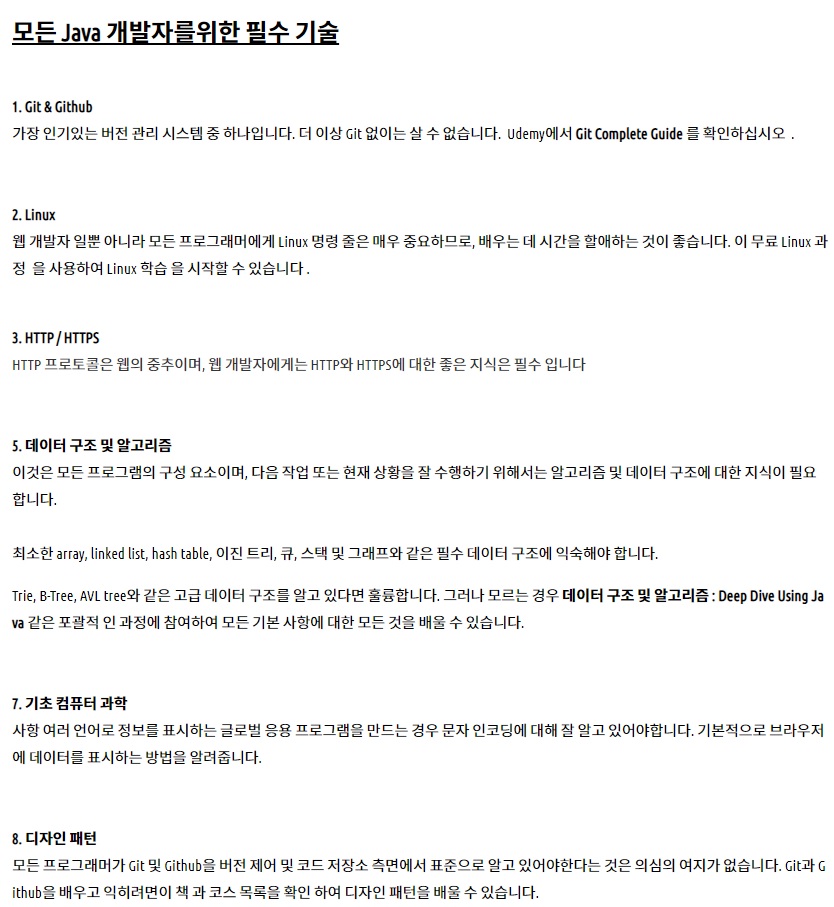 모든 Java 개발자를위한 필수 기술
1. Git & Github
가장 인기있는 버전 관리 시스템 중 하나입니다. 더 이상 Git 없이는 살 수 없습니다. Udemy에서 Git Complete Guide 를 확인하십시오 .
2. Linux
웹 개발자 일뿐 아니라 모든 프로그래머에게 Linux 명령 줄은 매우 중요하므로, 배우는 데 시간을 할애하는 것이 좋습니다. 이 무료 Linux 과
정 을 사용하여 Linux 학습 을 시작할 수 있습니다 .
3. HTTP / HTTPS
HTTP 프로토콜은 웹의 중추이며, 웹 개발자에게는 HTTP와 HTTPS에 대한 좋은 지식은 필수 입니다
5. 데이터 구조 및 알고리즘
이것은 모든 프로그램의 구성 요소이며, 다음 작업 또는 현재 상황을 잘 수행하기 위해서는 알고리즘 및 데이터 구조에 대한 지식이 필요
합니다.
최소한 array, linked list, hash table, 이진 트리, 큐, 스택 및 그래프와 같은 필수 데이터 구조에 익숙해야 합니다.
Trie, B-Tree, AVL tree와 같은 고급 데이터 구조를 알고 있다면 훌륭합니다. 그러나 모르는 경우 데이터 구조 및 알고리즘 : Deep Dive Using Ja
va 같은 포괄적 인 과정에 참여하여 모든 기본 사항에 대한 모든 것을 배울 수 있습니다.
7. 기초 컴퓨터 과학
사항 여러 언어로 정보를 표시하는 글로벌 응용 프로그램을 만드는 경우 문자 인코딩에 대해 잘 알고 있어야합니다. 기본적으로 브라우저
에 데이터를 표시하는 방법을 알려줍니다.
8. 디자인 패턴
모든 프로그래머가 Git 및 Github을 버전 제어 및 코드 저장소 측면에서 표준으로 알고 있어야한다는 것은 의심의 여지가 없습니다. Git과 G
ithub을 배우고 익히려면이 책 과 코스 목록을 확인 하여 디자인 패턴을 배울 수 있습니다.